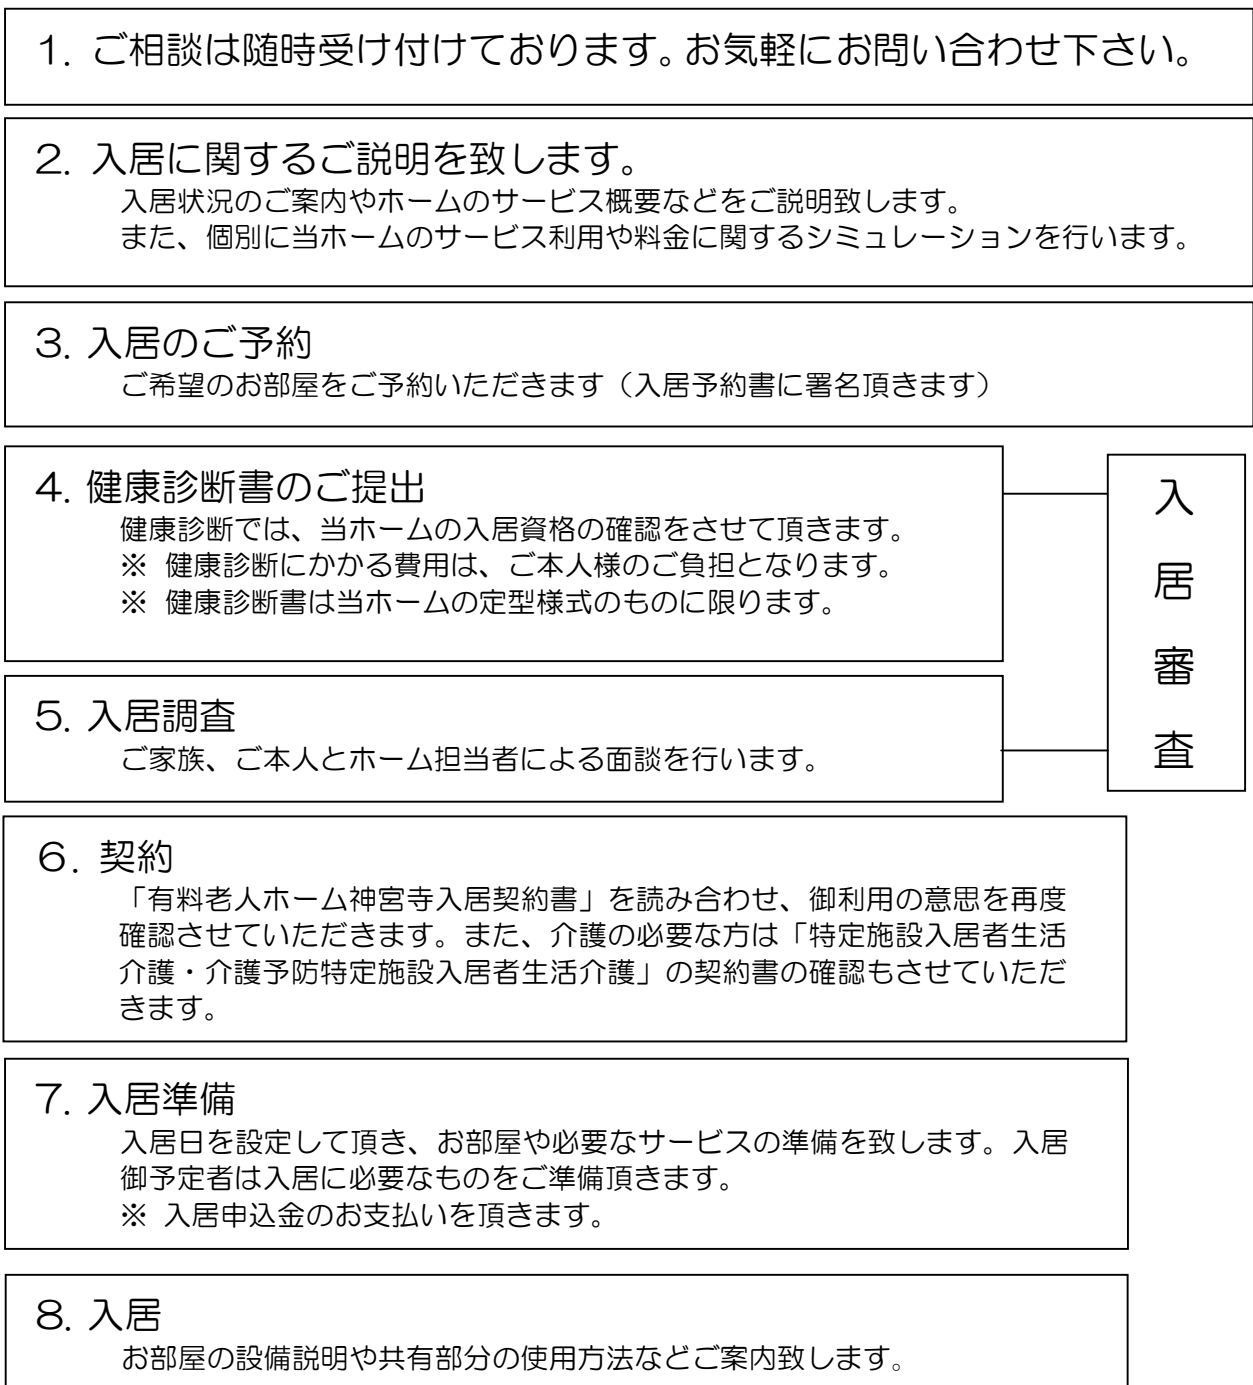 １. ご相談は随時受け付けております。お気軽にお問い合わせ下さい。
２. 入居に関するご説明を致します。
入居状況のご案内やホームのサービス概要などをご説明致します。
また、個別に当ホームのサービス利用や料金に関するシミュレーションを行います。
３. 入居のご予約
ご希望のお部屋をご予約いただきます（入居予約書に署名頂きます）
４. 健康診断書のご提出
健康診断では、当ホームの入居資格の確認をさせて頂きます。
※ 健康診断にかかる費用は、ご本人様のご負担となります。
※ 健康診断書は当ホームの定型様式のものに限ります。
５. 入居調査
ご家族、ご本人とホーム担当者による面談を行います。
入居審査
６. 契約
「有料老人ホーム神宮寺入居契約書」を読み合わせ、御利用の意思を再度
確認させていただきます。また、介護の必要な方は「特定施設入居者生活
介護・介護予防特定施設入居者生活介護」の契約書の確認もさせていただ
きます。
７. 入居準備
入居日を設定して頂き、お部屋や必要なサービスの準備を致します。入居
御予定者は入居に必要なものをご準備頂きます。
※ 入居申込金のお支払いを頂きます。
８. 入居
お部屋の設備説明や共有部分の使用方法などご案内致します。